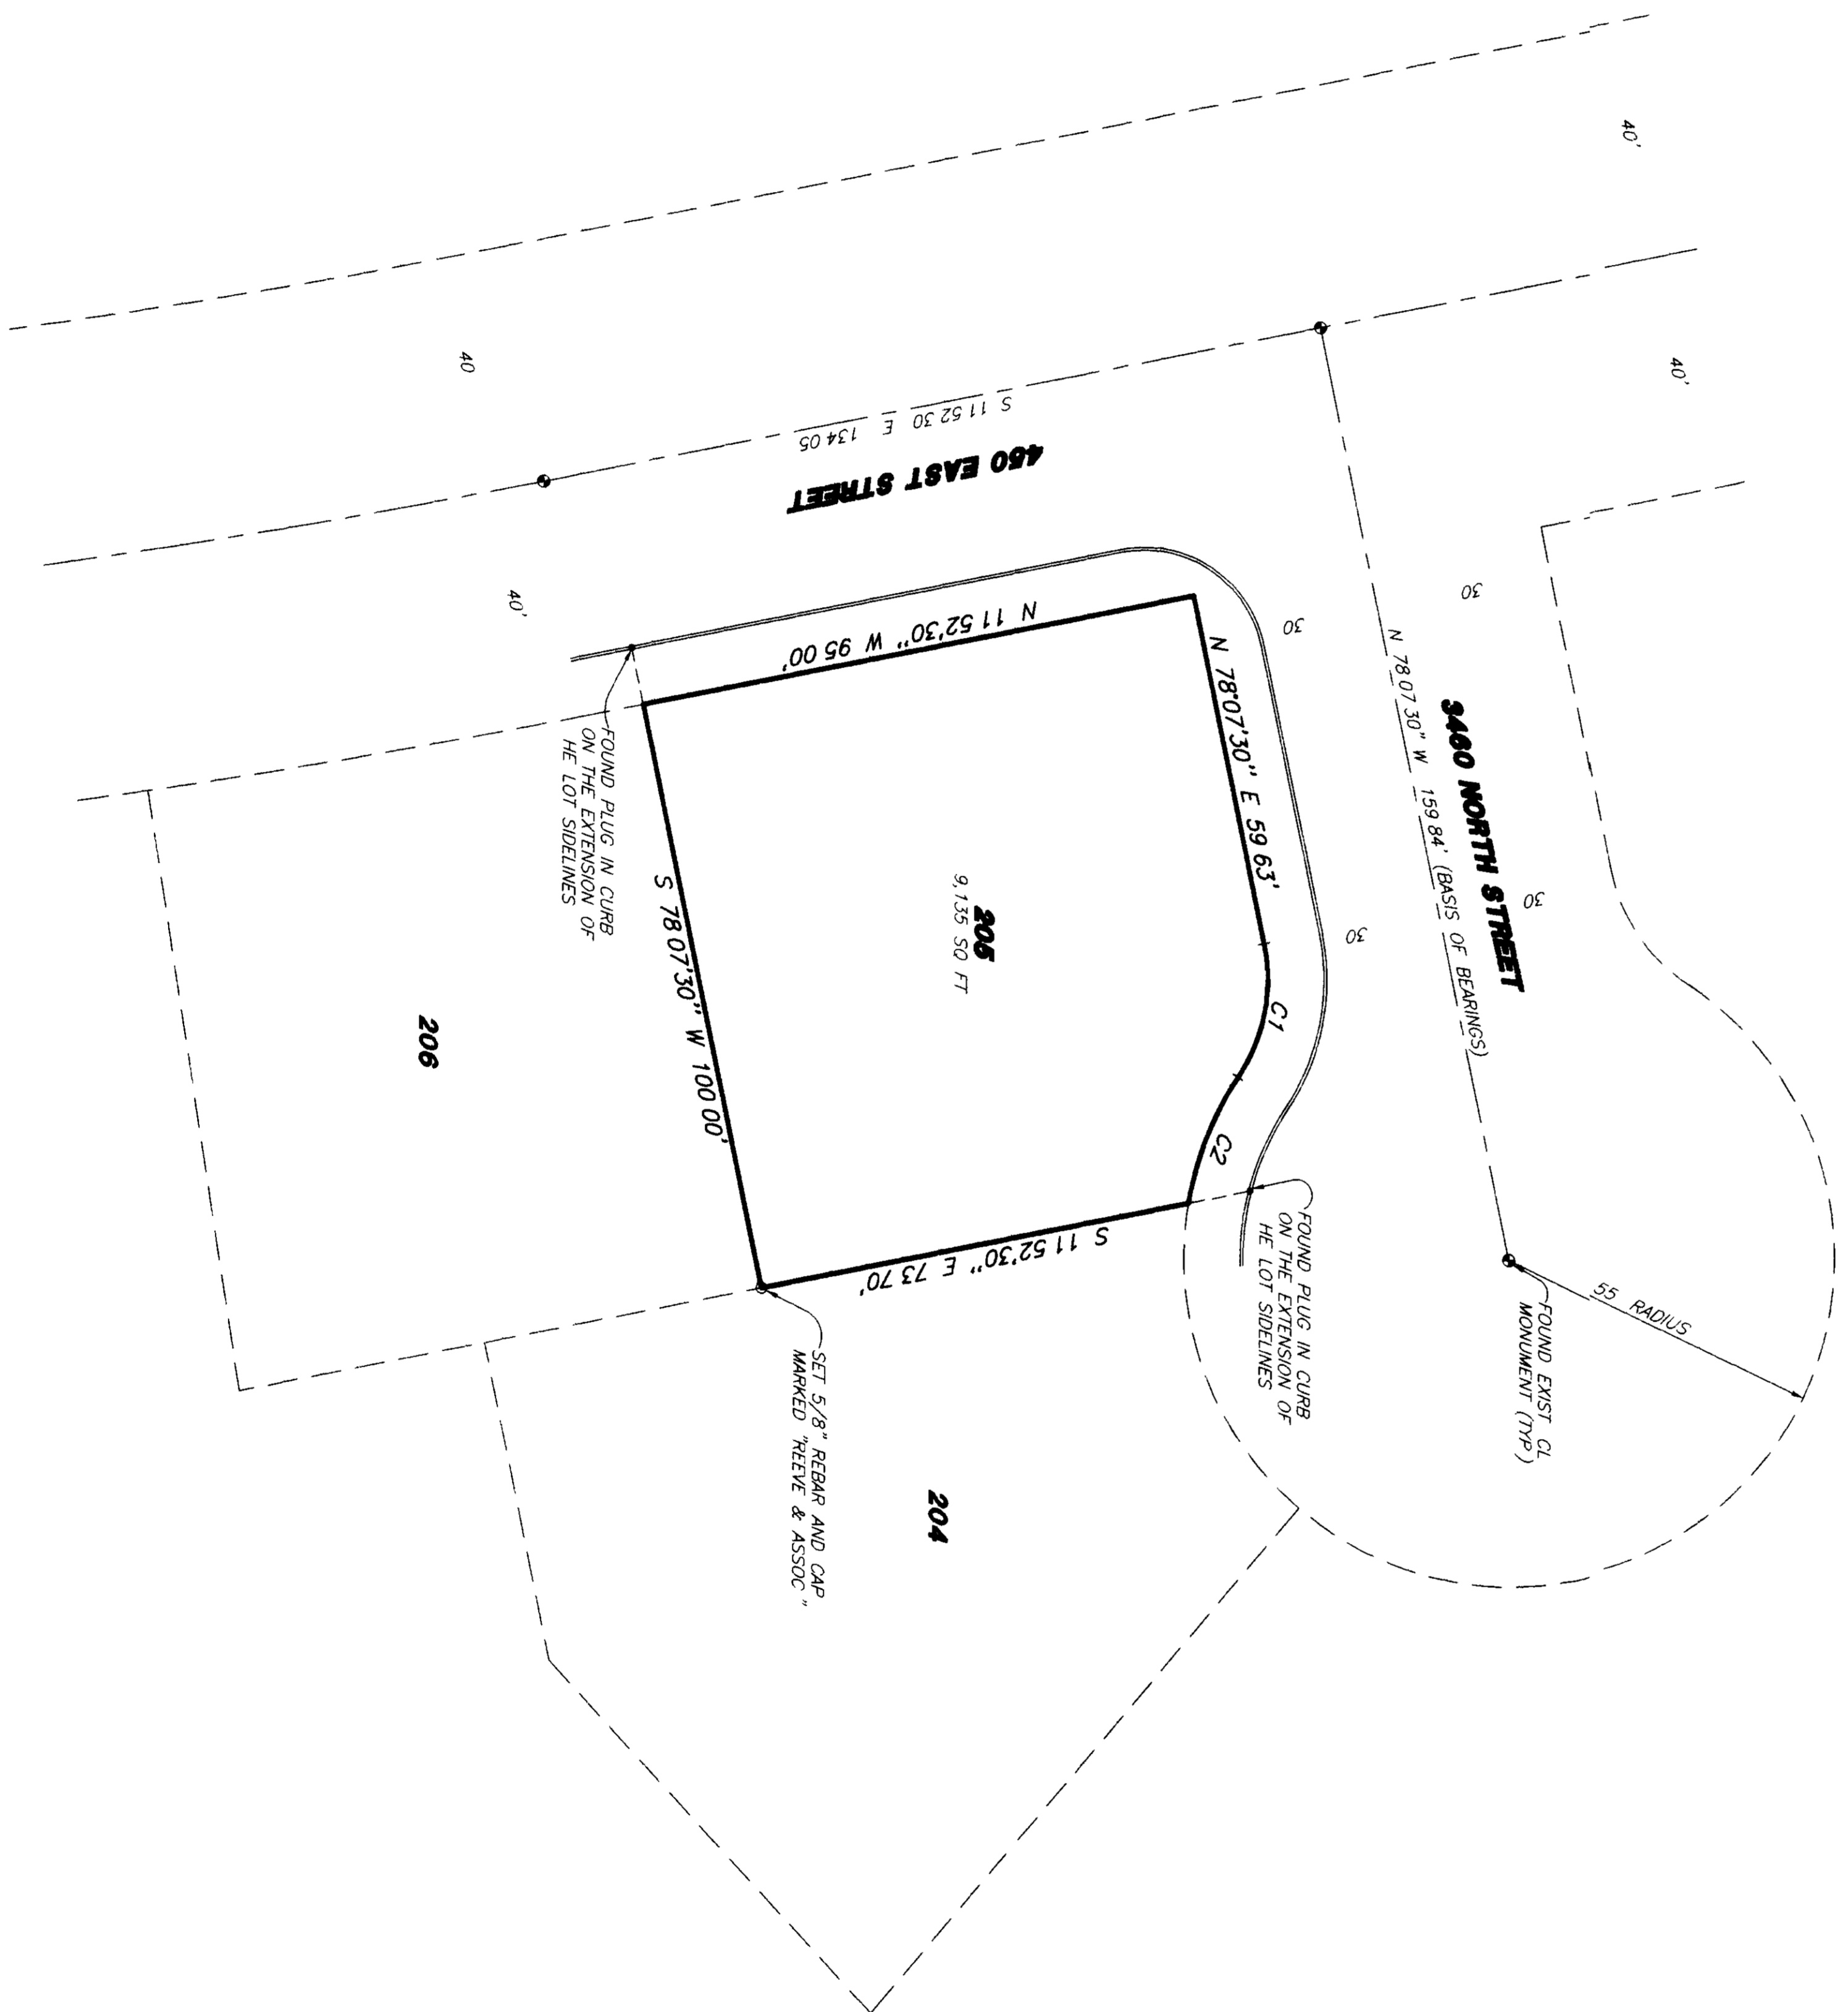 40'
40'
40
40'
S 11 52 30 E 134 05
450 EAST STREET
30
30
30
30
N 78 07 30" W 159 84' (BASIS OF BEARINGS)
3460 NORTH STREET
N 11 52'30" W 95 00'
N 78°07'30" E 59 63'
C1
C2
S 11 52'30" E 73 70'
S 78 07'30" W 100 00'
205
9,135 SQ FT
206
204
FOUND PLUG IN CURB
ON THE EXTENSION OF
HE LOT SIDELINES
FOUND PLUG IN CURB
ON THE EXTENSION OF
HE LOT SIDELINES
FOUND EXIST CL
MONUMENT (TYP)
55 RADIUS
SET 5/8" REBAR AND CAP
MARKED "REEVE & ASSOC "